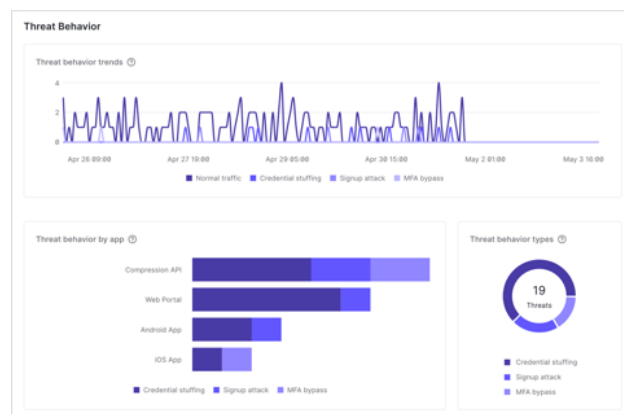 Threat Behavior
Threat behavior trends ?
4
2
0
Apr 26 09:00 Apr 27 19:00 Apr 29 05:00 Apr 30 15:00 May 2 01:00 May 3 16:00
Normal traffic Credential stuffing Signup attack MFA bypass
Threat behavior by app ?
Compression API
Web Portal
Android App
iOS App
Credential stuffing Signup attack MFA bypass
Threat behavior types ?
19
Threats
Credential stuffing
Signup attack
MFA bypass